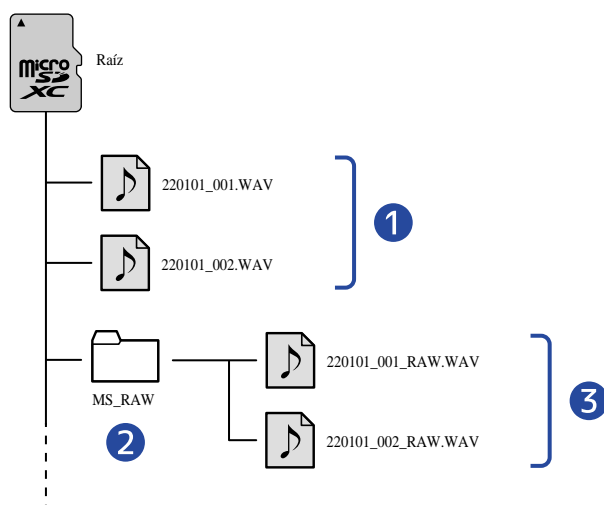 micro
SD
XC
Raíz
220101_001.WAV
1
220101_002.WAV
220101_001_RAW.WAV
3
MS_RAW
2
220101_002_RAW.WAV